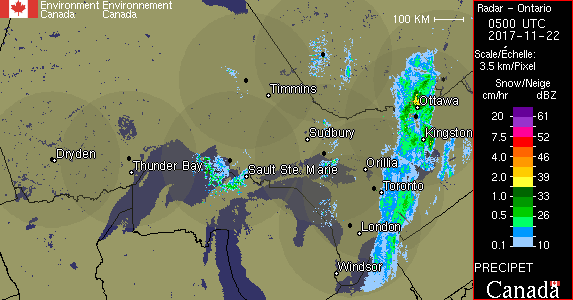 Environment Environnement
Canada Canada
100 KM
Timmins
Ottawa
Sudbury
Kingston
Dryden
Thunder Bay
Sault Ste. Marie
Orillia
Toronto
London
Windsor
Radar - Ontario
0500 UTC
2017-11-22
Scale/Échelle:
3.5 km/Pixel
Snow/Neige
cm/hr dBZ
20 61
7.5 52
4.0 46
2.0 39
1.0 33
0.5 26
0.1 10
PRECIPET
Canada